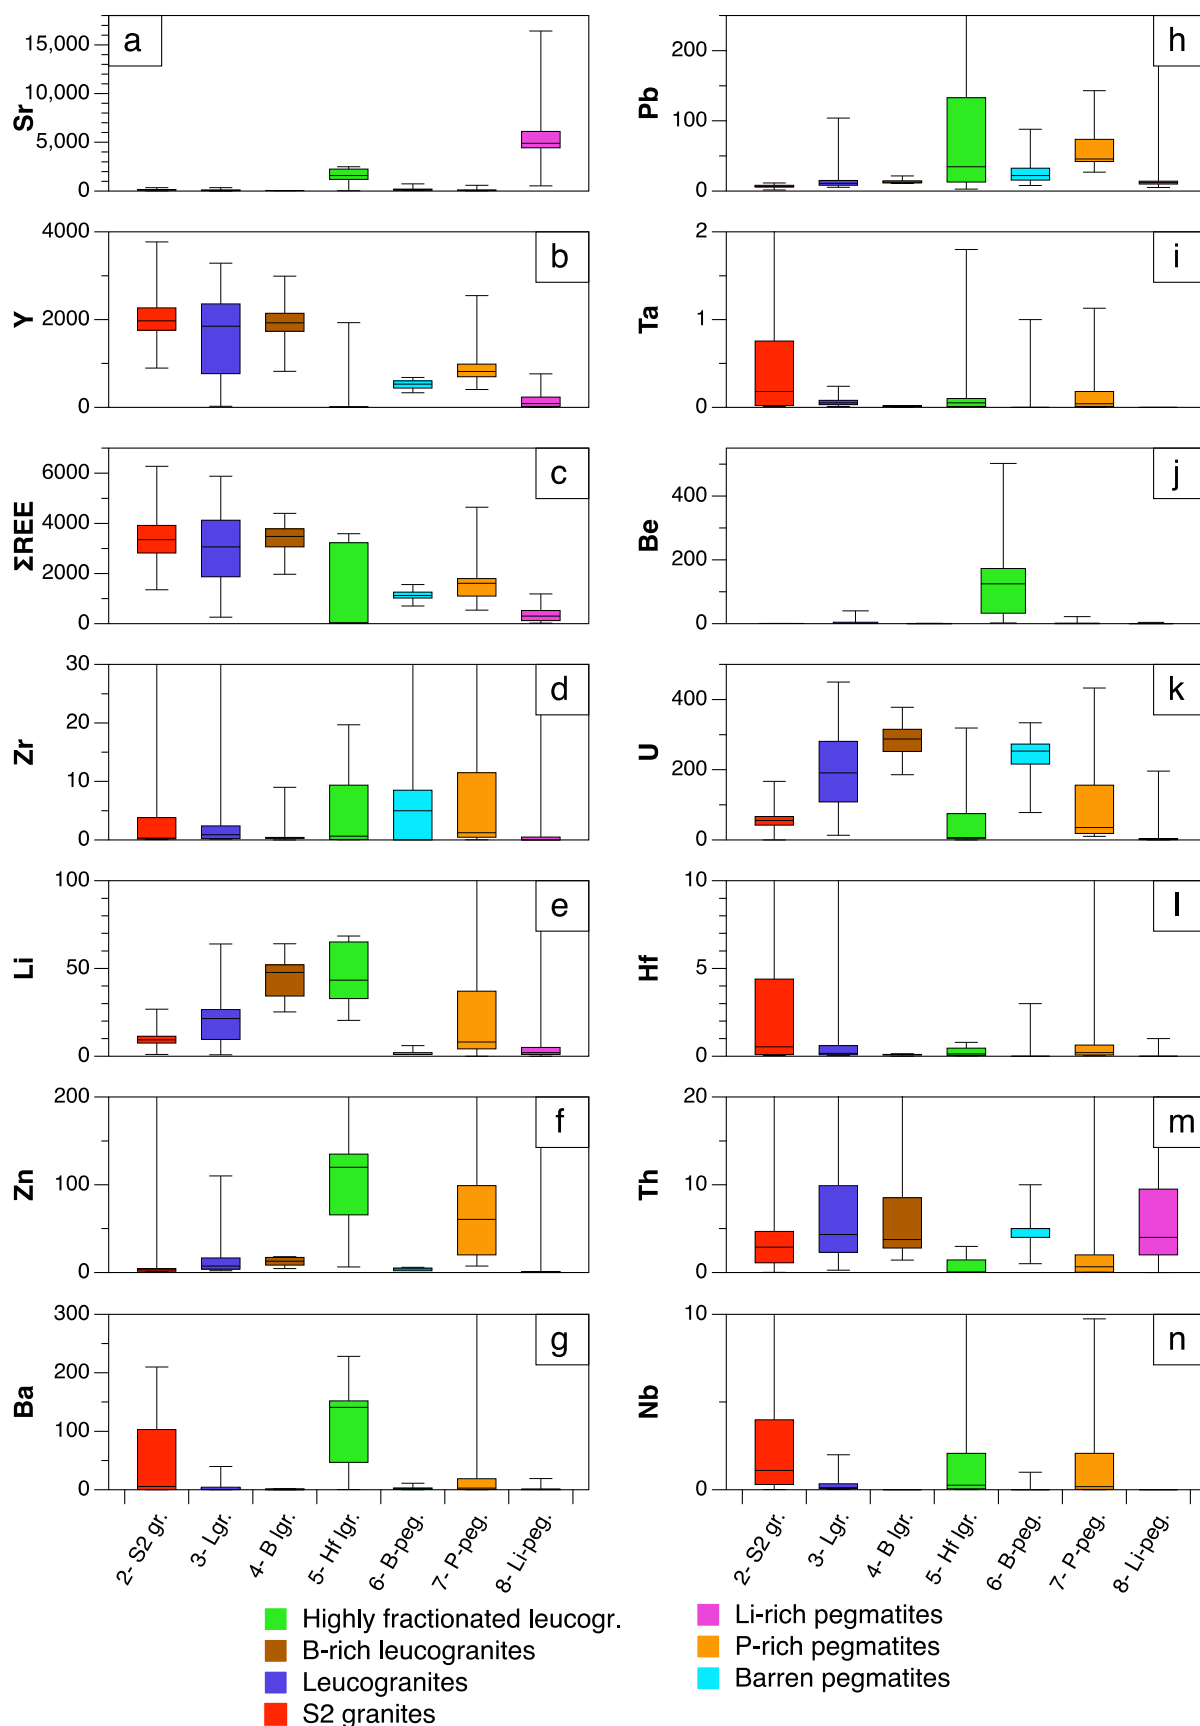 a
Sr
15,000
10,000
5,000
0
b
Y
4000
2000
0
c
ΣREE
6000
4000
2000
0
d
Zr
30
20
10
0
e
Li
100
50
0
f
Zn
200
100
0
g
Ba
300
200
100
0
2- S2 gr.
3- Lgr.
4- B lgr.
5- Hf lgr.
6- B-peg.
7- P-peg.
8- Li-peg.
h
Pb
200
100
0
i
Ta
2
1
0
j
Be
400
200
0
k
U
400
200
0
l
Hf
10
5
0
m
Th
20
10
0
n
Nb
10
5
0
2- S2 gr.
3- Lgr.
4- B lgr.
5- Hf lgr.
6- B-peg.
7- P-peg.
8- Li-peg.
Highly fractionated leucogr.
B-rich leucogranites
Leucogranites
S2 granites
Li-rich pegmatites
P-rich pegmatites
Barren pegmatites